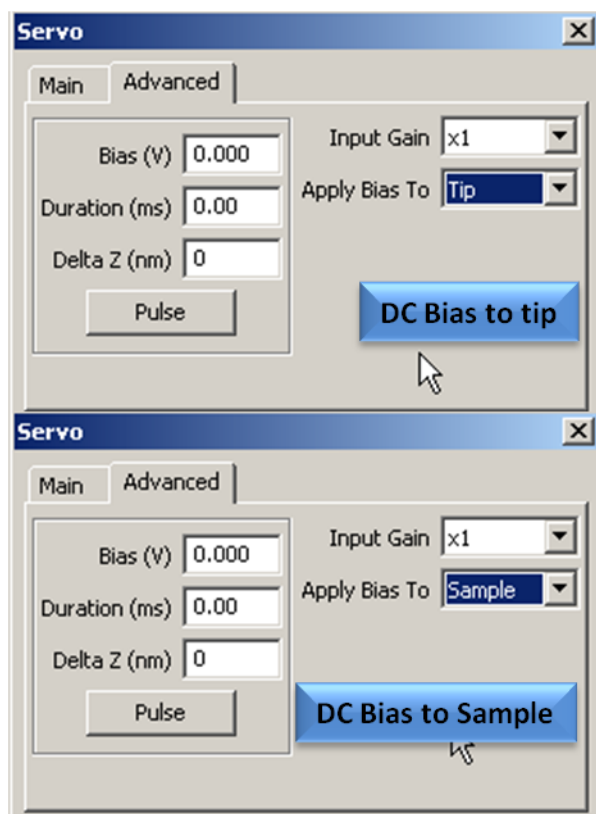 Servo
Main Advanced
Bias (V) 0.000
Duration (ms) 0.00
Delta Z (nm) 0
Pulse
Input Gain x1
Apply Bias To Tip
DC Bias to tip
Servo
Main Advanced
Bias (V) 0.000
Duration (ms) 0.00
Delta Z (nm) 0
Pulse
Input Gain x1
Apply Bias To Sample
DC Bias to Sample